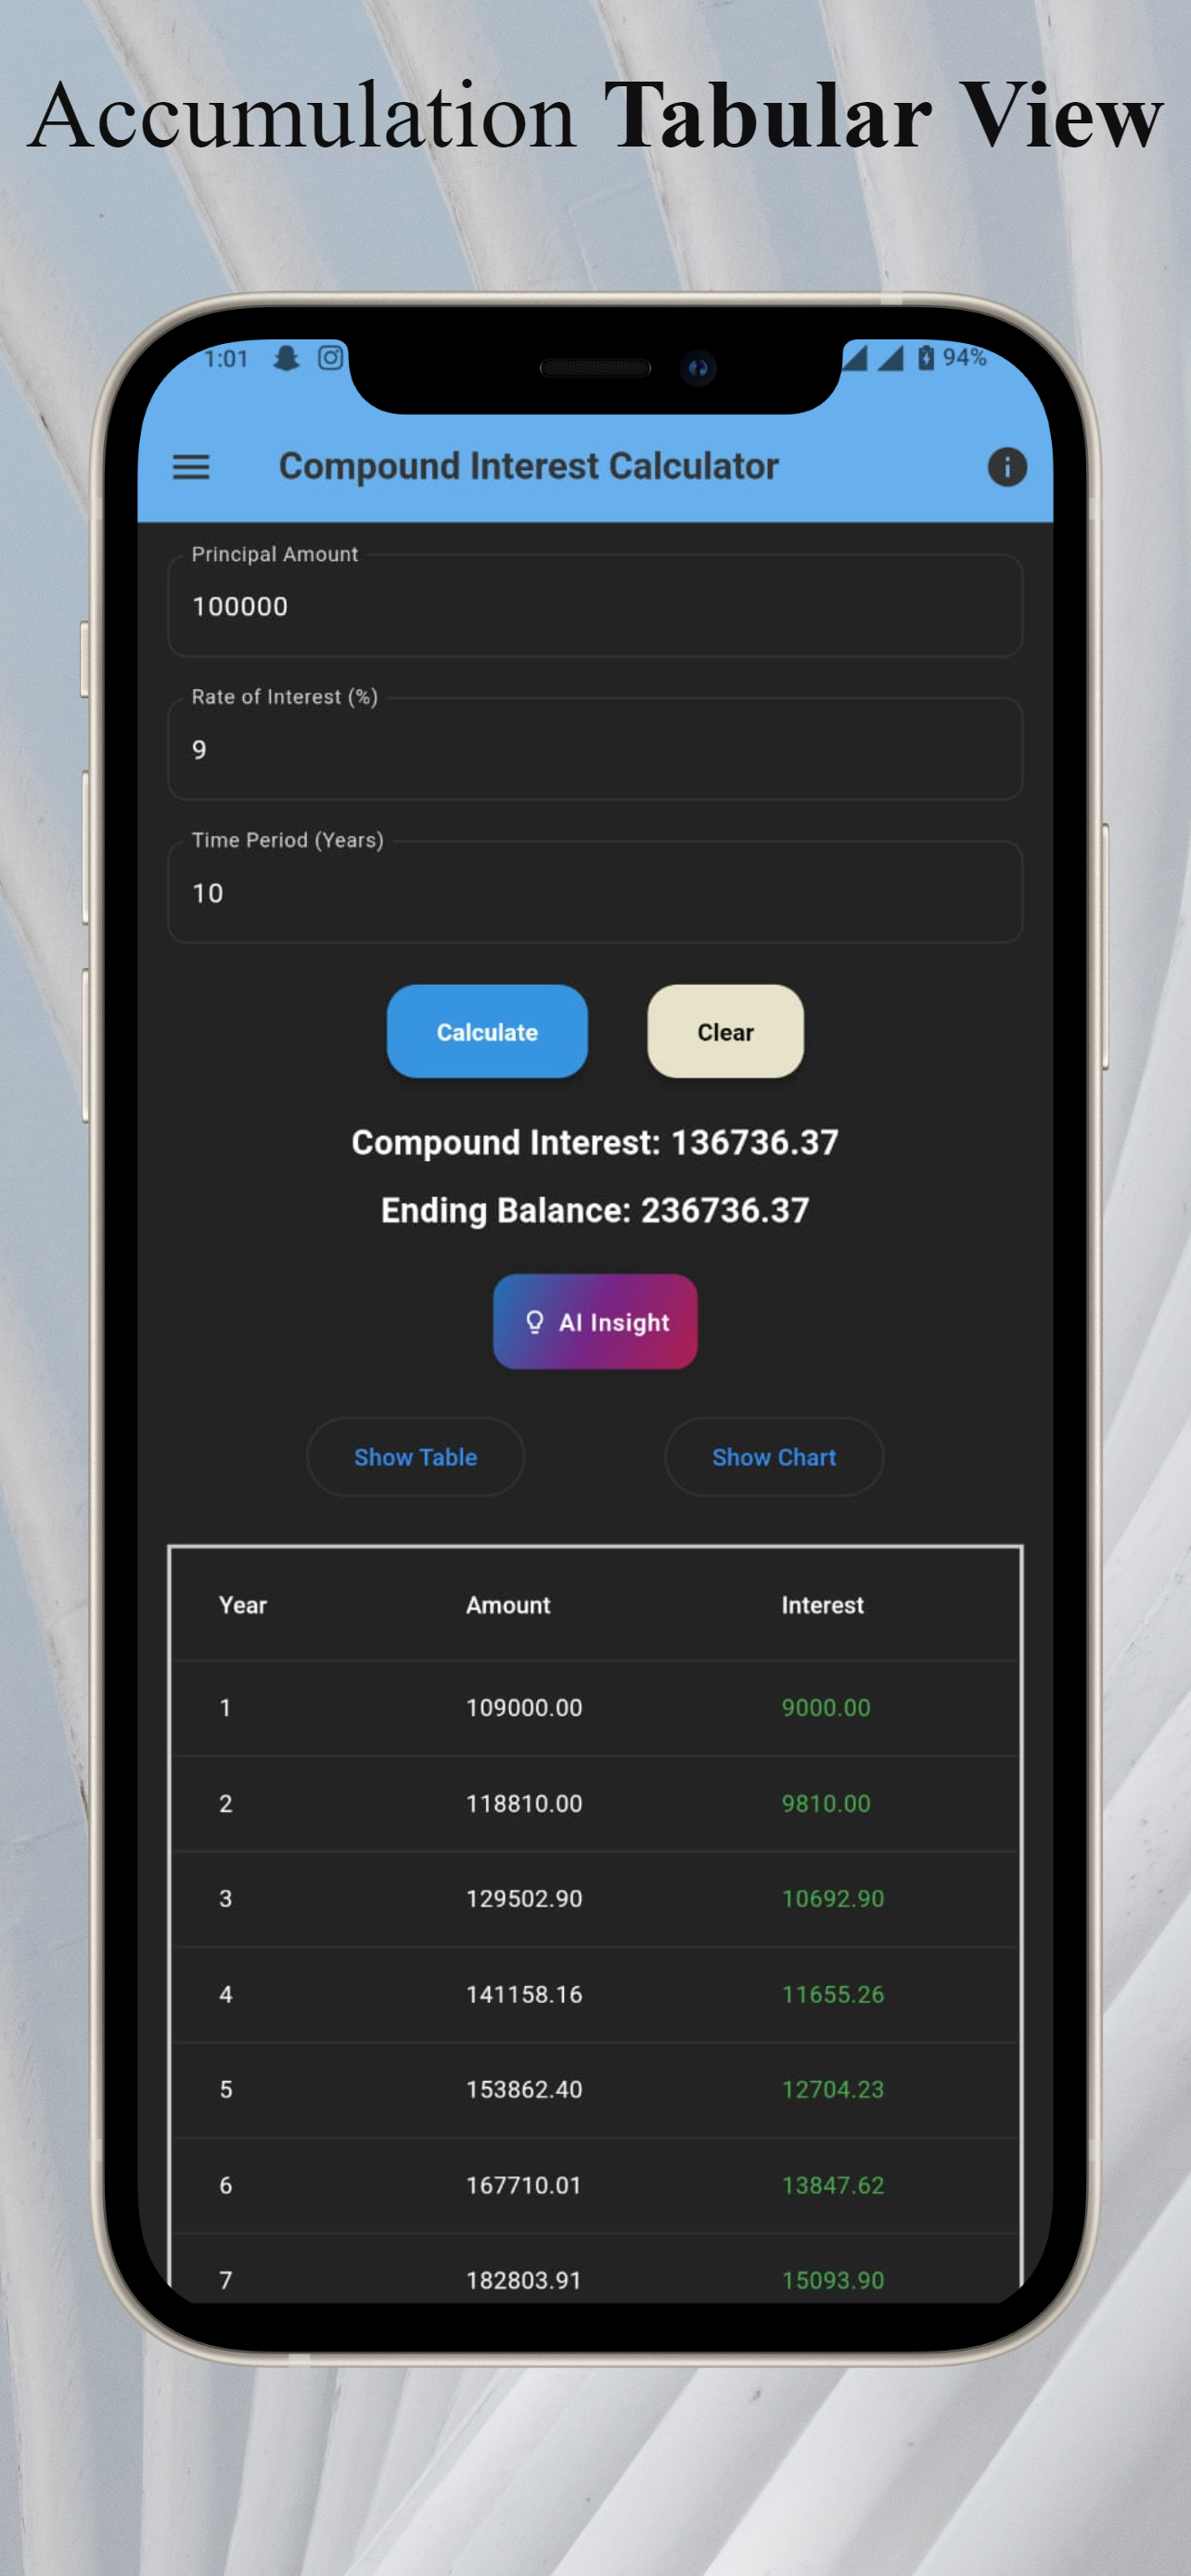 Accumulation Tabular View
1:01 94%
Compound Interest Calculator
Principal Amount
100000
Rate of Interest (%)
9
Time Period (Years)
10
Calculate Clear
Compound Interest: 136736.37
Ending Balance: 236736.37
AI Insight
Show Table Show Chart
Year Amount Interest
1 109000.00 9000.00
2 118810.00 9810.00
3 129502.90 10692.90
4 141158.16 11655.26
5 153862.40 12704.23
6 167710.01 13847.62
7 182803.91 15093.90